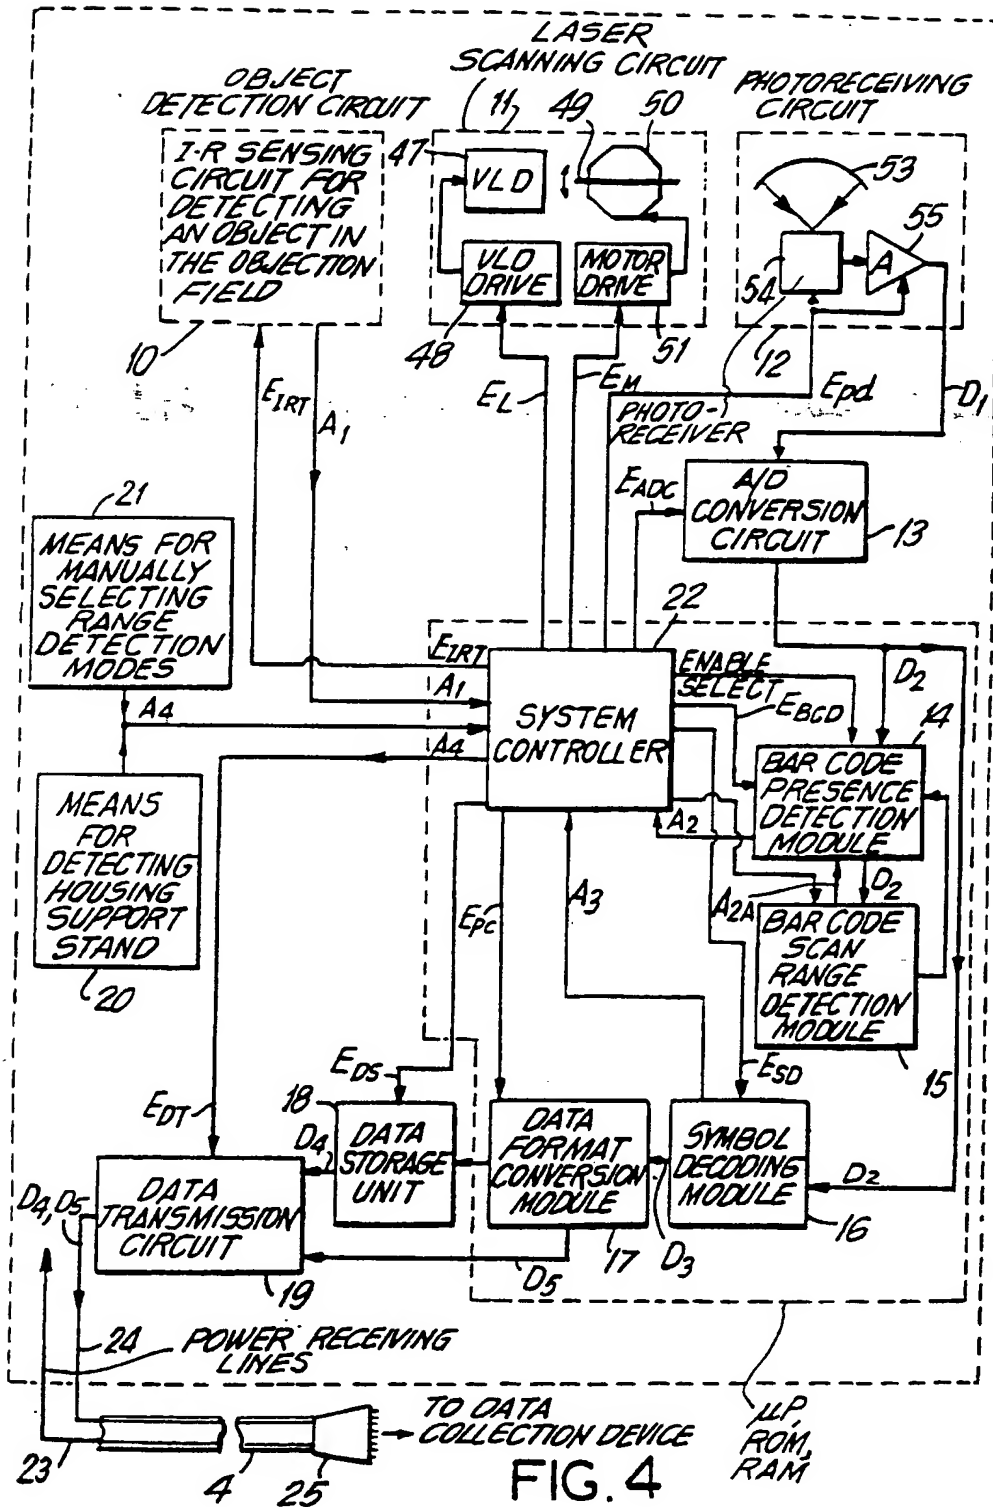 LASER
SCANNING CIRCUIT
OBJECT
DETECTION CIRCUIT
PHOTORECEIVING
CIRCUIT
11
49
50
47
I-R SENSING
CIRCUIT FOR
DETECTING
AN OBJECT IN
THE OBJECTION
FIELD
VLD
VLD
DRIVE
MOTOR
DRIVE
53
55
54
A
10
48
51
12
EIRT
A1
EL
EM
PHOTO-
RECEIVER
Epd
D1
EADC
A/D
CONVERSION
CIRCUIT
13
21
MEANS FOR
MANUALLY
SELECTING
RANGE
DETECTION
MODES
22
EIRT
A1
A4
A4
SYSTEM
CONTROLLER
ENABLE
SELECT
EBCD
D2
14
BAR CODE
PRESENCE
DETECTION
MODULE
A2
MEANS
FOR
DETECTING
HOUSING
SUPPORT
STAND
20
EPC
A3
A2A
D2
BAR CODE
SCAN
RANGE
DETECTION
MODULE
15
EDT
EDS
ESD
18
DATA
STORAGE
UNIT
D4
DATA
FORMAT
CONVERSION
MODULE
17
SYMBOL
DECODING
MODULE
16
D2
D3
D5
D4, D5
DATA
TRANSMISSION
CIRCUIT
19
24
POWER RECEIVING
LINES
23
4
25
TO DATA
COLLECTION DEVICE
μP,
ROM,
RAM
FIG. 4